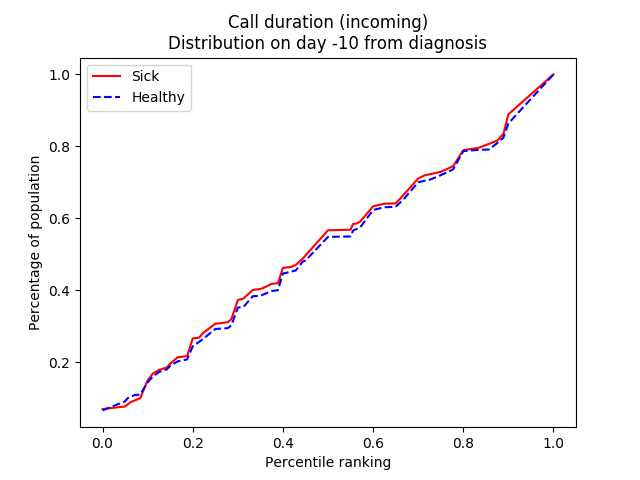 Call duration (incoming)
Distribution on day -10 from diagnosis
Sick
Healthy
Percentage of population
1.0
0.8
0.6
0.4
0.2
0.0 0.2 0.4 0.6 0.8 1.0
Percentile ranking